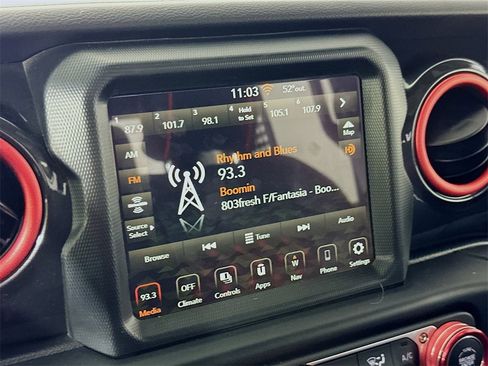 11:03 52° out
1 87.9 2 101.7 3 98.1 4 Hold to Set 5 105.1 6 107.9
AM
Map
Rhythm and Blues
93.3
FM
Boomin
803fresh F/Fantasia - Boo...
Source Select
Browse Tune Audio
93.3 OFF W
Media Climate Controls Apps Nav Phone Settings
A/C